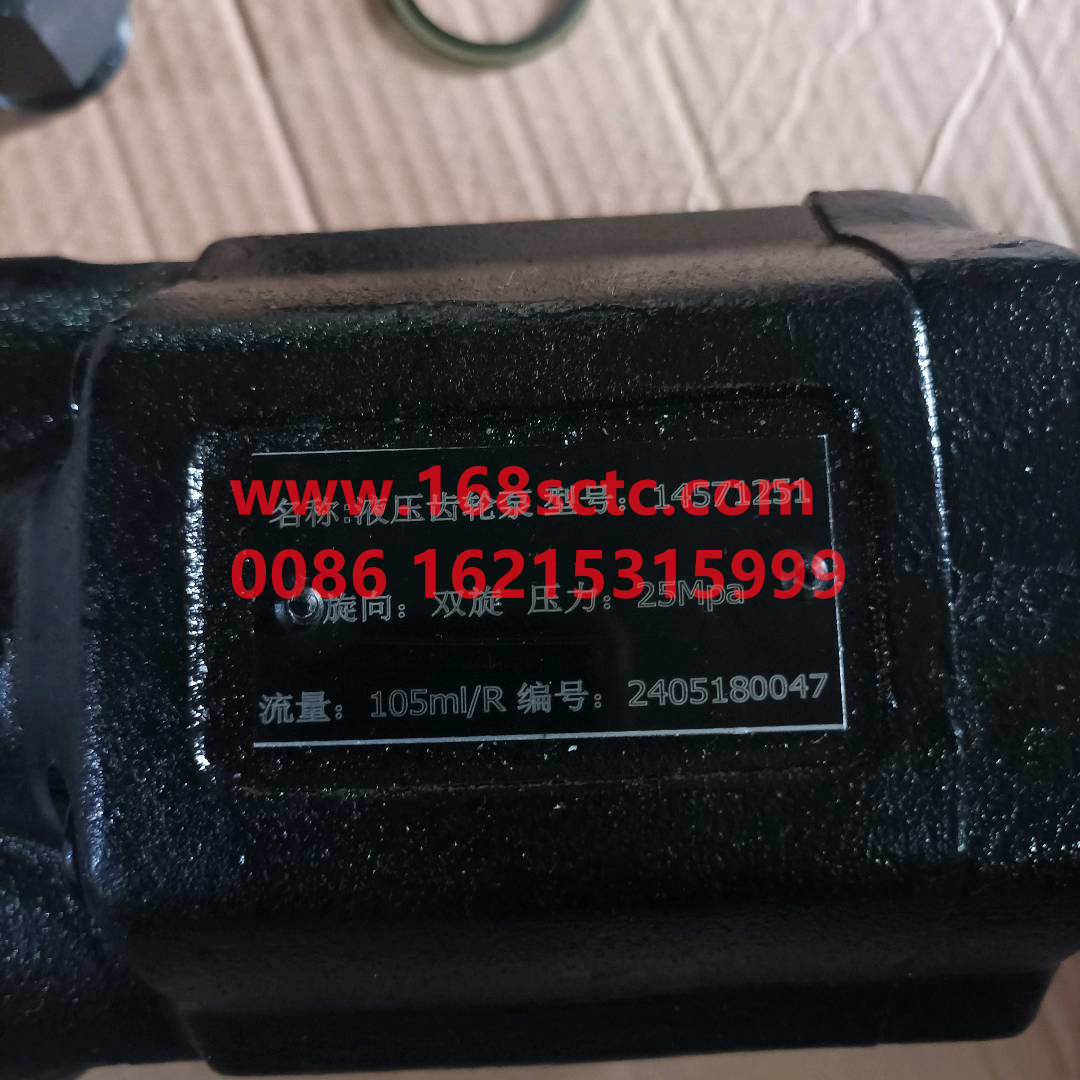 www.168sctc.com
名称:液压齿轮泵 型号: 14571251
0086 16215315999
旋向: 双旋 压力: 25Mpa
流量: 105ml/R 编号: 2405180047